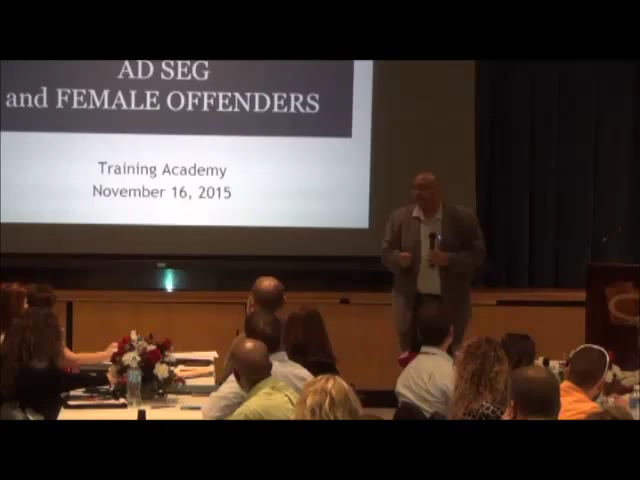 AD SEG
and FEMALE OFFENDERS
Training Academy
November 16, 2015